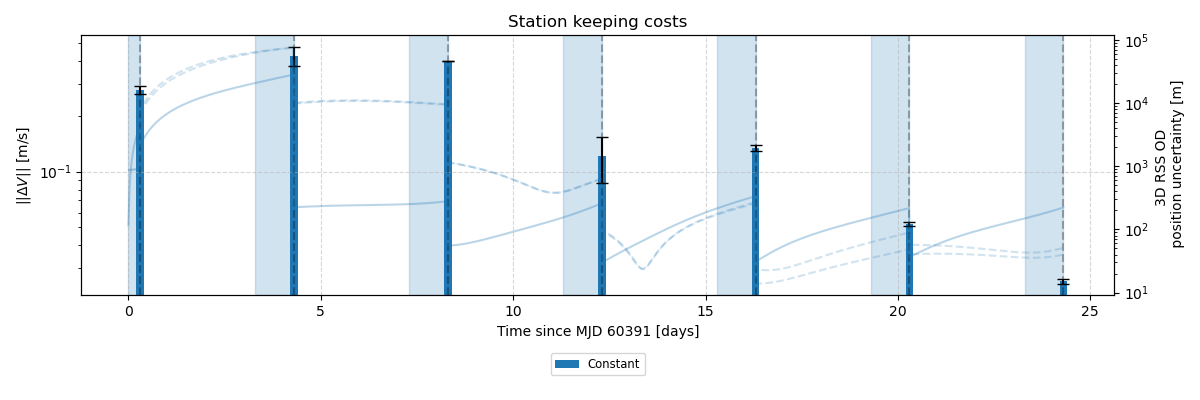 Station keeping costs
||ΔV|| [m/s]
10⁻¹
10⁵
10⁴
10³
10²
10¹
3D RSS OD
position uncertainty [m]
0 5 10 15 20 25
Time since MJD 60391 [days]
Constant